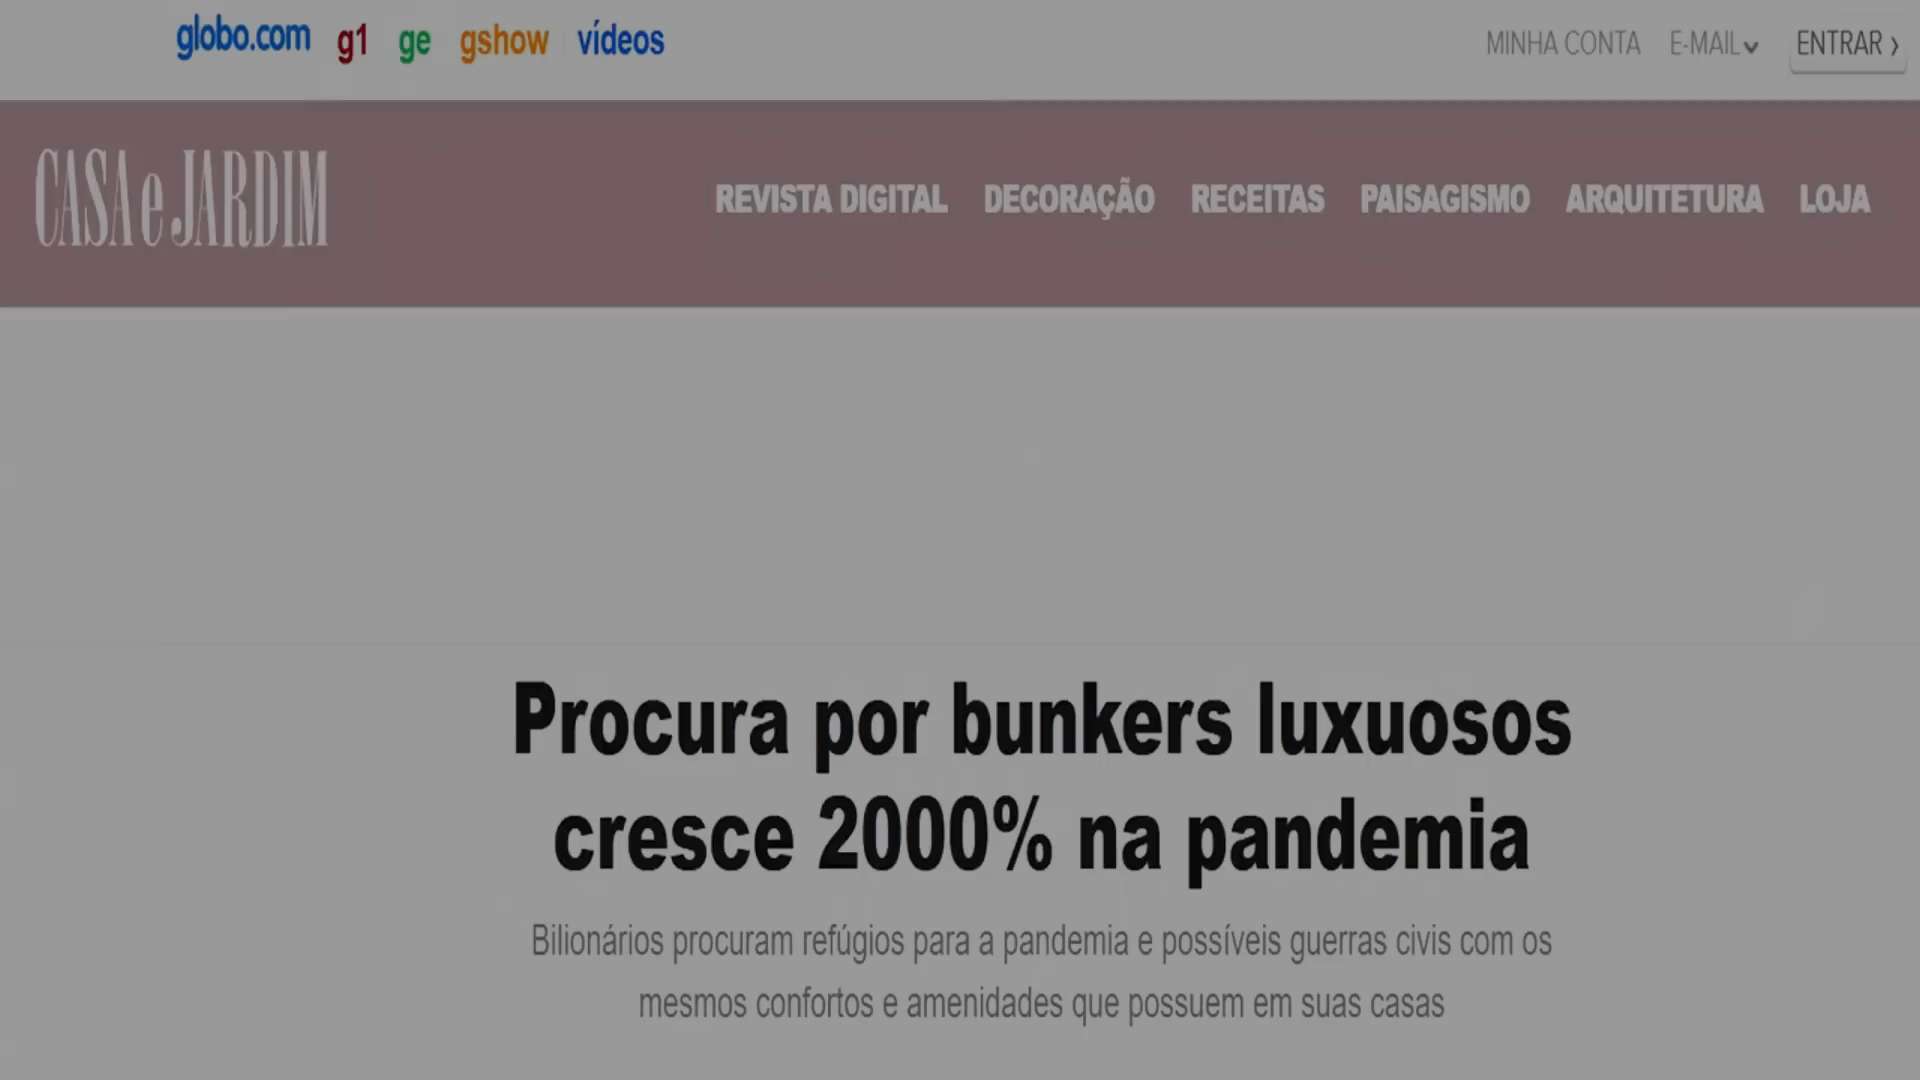 globo.com g1 ge gshow vídeos MINHA CONTA E-MAIL ENTRAR ›
CASA e JARDIM REVISTA DIGITAL DECORAÇÃO RECEITAS PAISAGISMO ARQUITETURA LOJA
Procura por bunkers luxuosos
cresce 2000% na pandemia
Bilionários procuram refúgios para a pandemia e possíveis guerras civis com os
mesmos confortos e amenidades que possuem em suas casas